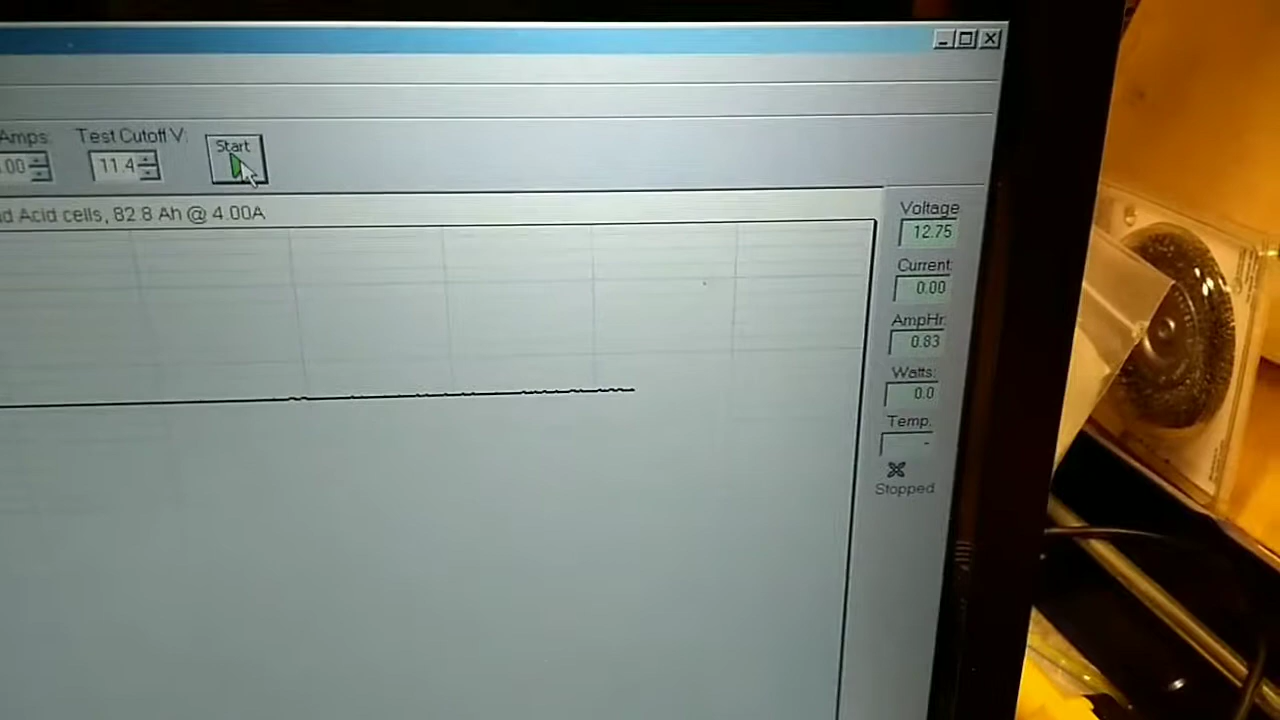 Amps:
Test Cutoff V:
.00
11.4
Start
d Acid cells, 82.8 Ah @ 4.00A
Voltage
12.75
Current:
0.00
AmpHr:
0.83
Watts:
0.0
Temp.
-
Stopped